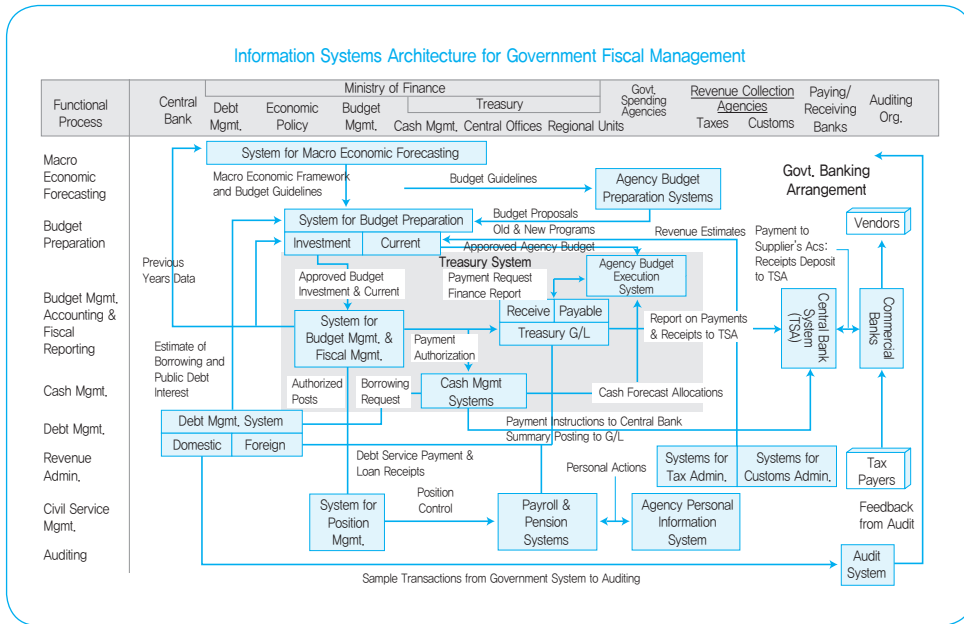 Information Systems Architecture for Government Fiscal Management
Functional
Process
Central
Bank
Ministry of Finance
Debt
Mgmt.
Economic
Policy
Budget
Mgmt.
Treasury
Cash Mgmt. Central Offices Regional Units
Govt.
Spending
Agencies
Revenue Collection
Agencies
Taxes
Customs
Paying/
Receiving
Banks
Auditing
Org.
Macro
Economic
Forecasting
System for Macro Economic Forecasting
Macro Economic Framework
and Budget Guidelines
Budget Guidelines
Agency Budget
Preparation Systems
Govt. Banking
Arrangement
Budget
Preparation
System for Budget Preparation
Investment
Current
Budget Proposals
Old & New Programs
Revenue Estimates
Apporoved Agency Budget
Vendors
Payment to
Supplier's Acs:
Receipts Deposit
to TSA
Previous
Years Data
Approved Budget
Investment & Current
Treasury System
Payment Request
Finance Report
Agency Budget
Execution
System
Budget Mgmt.
Accounting &
Fiscal
Reporting
System for
Budget Mgmt. &
Fiscal Mgmt.
Payment
Authorization
Receive
Payable
Treasury G/L
Report on Payments
& Receipts to TSA
Central Bank
System
(TSA)
Commercial
Banks
Estimate of
Borrowing and
Public Debt
Interest
Cash Mgmt.
Authorized
Posts
Borrowing
Request
Cash Mgmt
Systems
Cash Forecast Allocations
Debt Mgmt.
Debt Mgmt. System
Domestic
Foreign
Payment Instructions to Central Bank
Summary Posting to G/L
Revenue
Admin.
Debt Service Payment &
Loan Receipts
Personal Actions
Systems for
Tax Admin.
Systems for
Customs Admin.
Tax
Payers
Civil Service
Mgmt.
System for
Position
Mgmt.
Position
Control
Payroll &
Pension
Systems
Agency Personal
Information
System
Feedback
from Audit
Auditing
Audit
System
Sample Transactions from Government System to Auditing